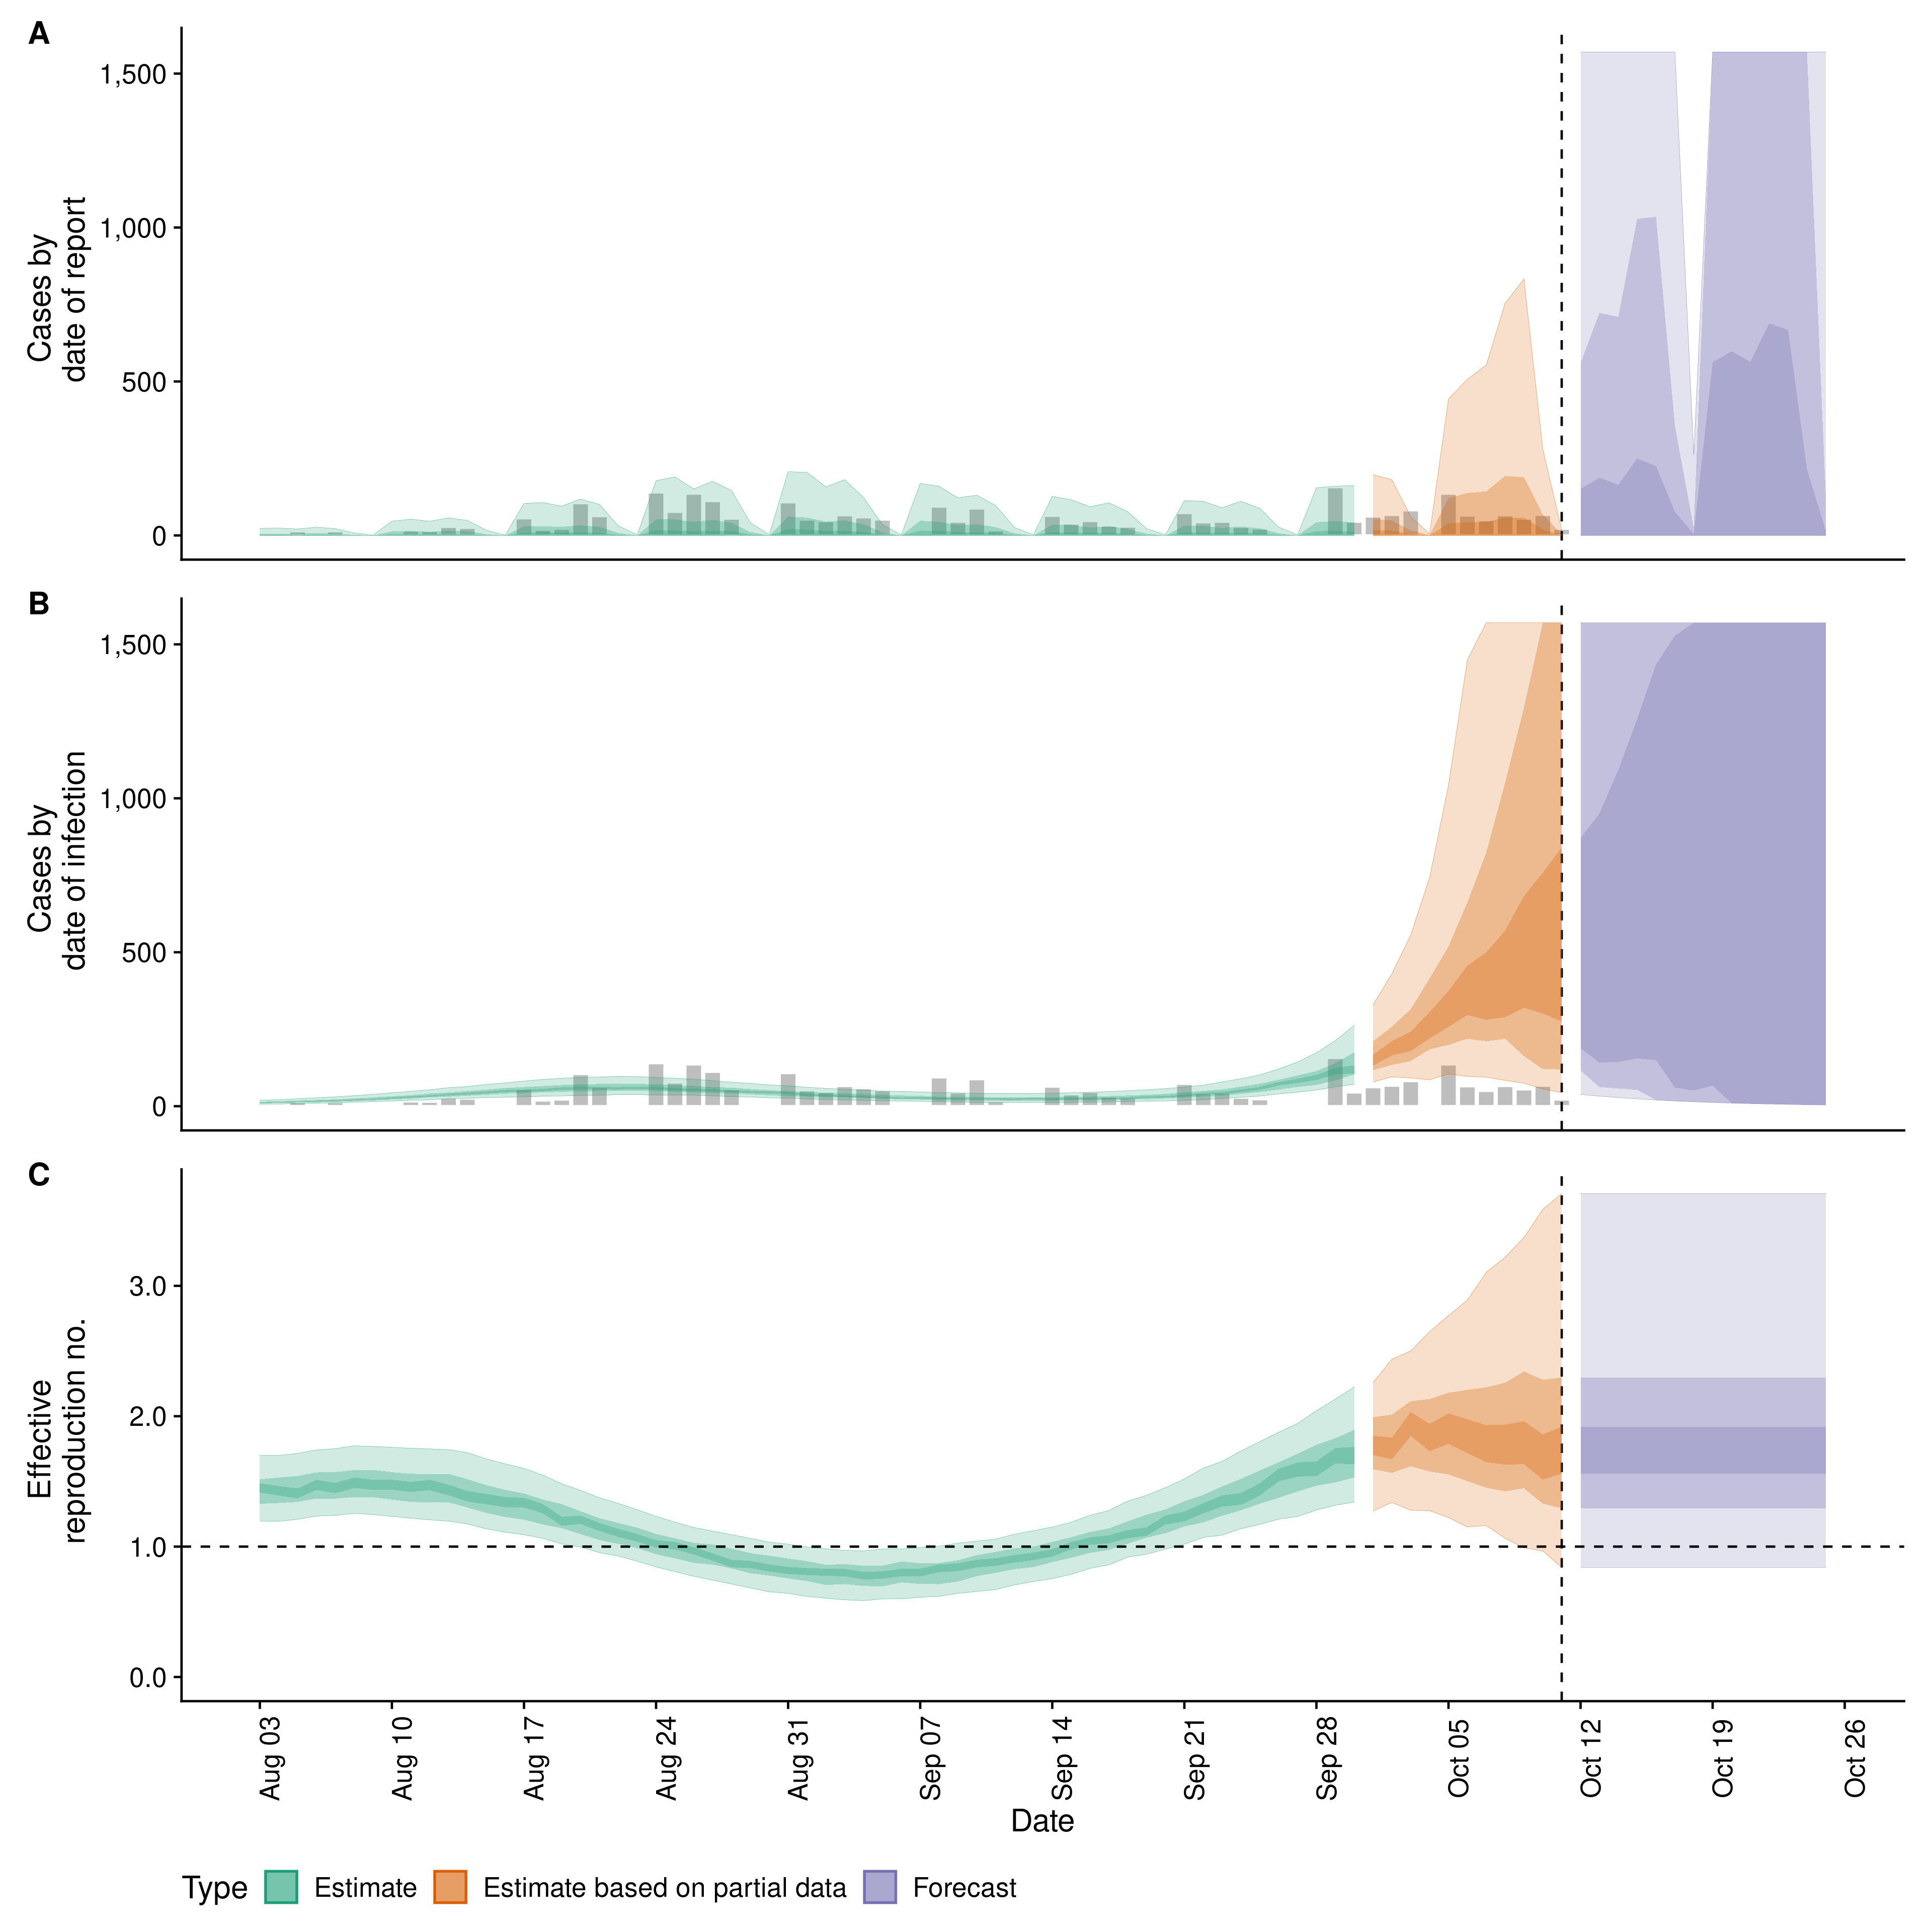 A
Cases by
date of report
1,500
1,000
500
0
B
Cases by
date of infection
1,500
1,000
500
0
C
Effective
reproduction no.
3.0
2.0
1.0
0.0
Aug 03
Aug 10
Aug 17
Aug 24
Aug 31
Sep 07
Sep 14
Sep 21
Sep 28
Oct 05
Oct 12
Oct 19
Oct 26
Date
Type Estimate Estimate based on partial data Forecast